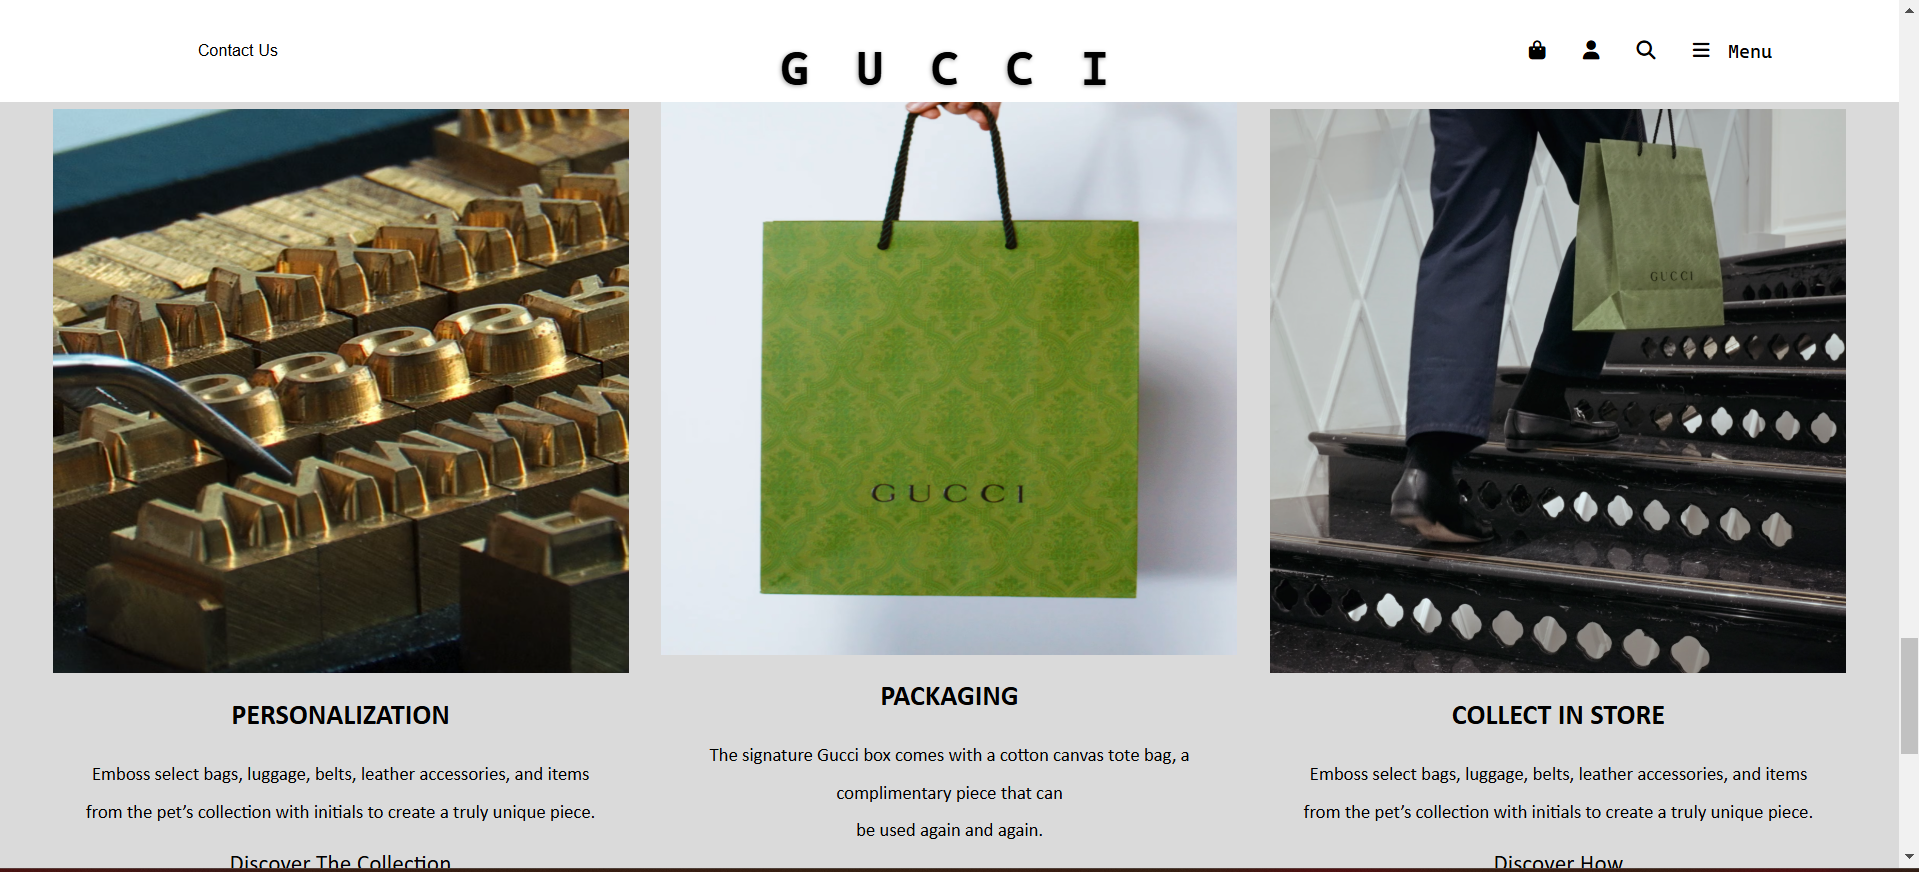 Contact Us
GUCCI
Menu
GUCCI
GUCCI
PERSONALIZATION
Emboss select bags, luggage, belts, leather accessories, and items
from the pet’s collection with initials to create a truly unique piece.
Discover The Collection
PACKAGING
The signature Gucci box comes with a cotton canvas tote bag, a
complimentary piece that can
be used again and again.
COLLECT IN STORE
Emboss select bags, luggage, belts, leather accessories, and items
from the pet’s collection with initials to create a truly unique piece.
Discover How